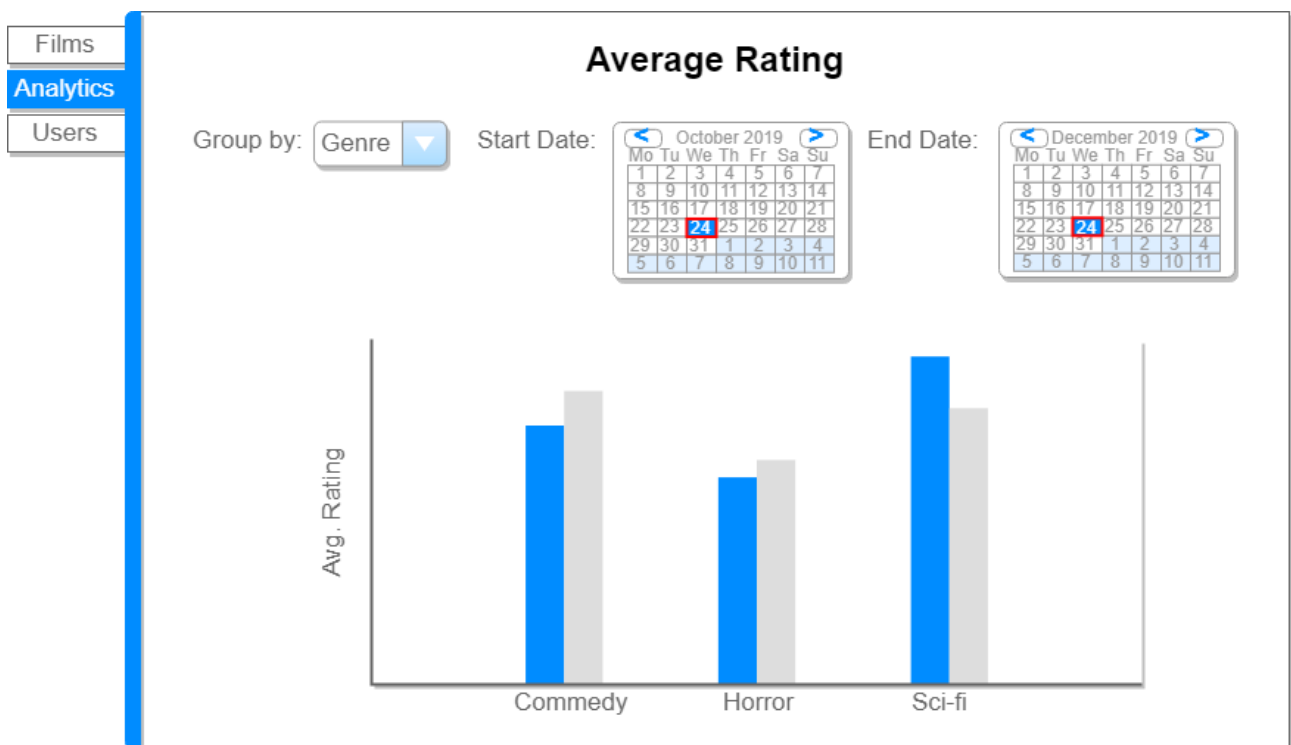 Films
Analytics
Users
Average Rating
Group by: Genre
Start Date:
< October 2019 >
Mo Tu We Th Fr Sa Su
1 2 3 4 5 6 7
8 9 10 11 12 13 14
15 16 17 18 19 20 21
22 23 24 25 26 27 28
29 30 31 1 2 3 4
5 6 7 8 9 10 11
End Date:
< December 2019 >
Mo Tu We Th Fr Sa Su
1 2 3 4 5 6 7
8 9 10 11 12 13 14
15 16 17 18 19 20 21
22 23 24 25 26 27 28
29 30 31 1 2 3 4
5 6 7 8 9 10 11
Avg. Rating
Commedy Horror Sci-fi